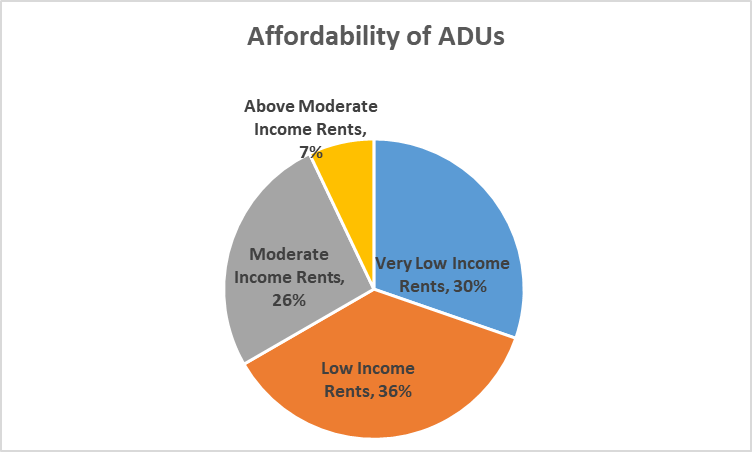 Affordability of ADUs
Above Moderate
Income Rents,
7%
Very Low Income
Rents, 30%
Moderate
Income Rents,
26%
Low Income
Rents, 36%